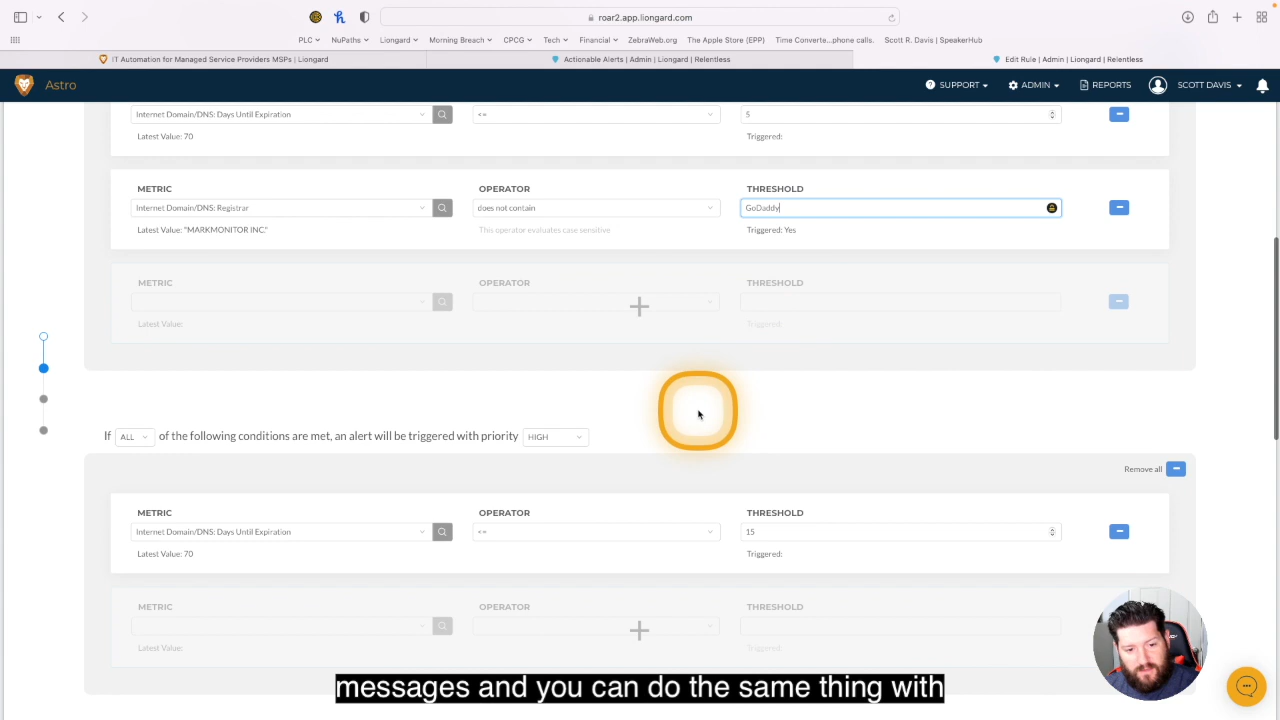 roar2.app.liongard.com
PLC NuPaths Liongard Morning Breach CPCG Tech Financial ZebraWeb.org The Apple Store (EPP) Time Converte...phone calls. Scott R. Davis | SpeakerHub
IT Automation for Managed Service Providers MSPs | Liongard Actionable Alerts | Admin | Liongard | Relentless Edit Rule | Admin | Liongard | Relentless
Astro SUPPORT ADMIN REPORTS SCOTT DAVIS
Internet Domain/DNS: Days Until Expiration <= 5
Latest Value: 70 Triggered:
METRIC OPERATOR THRESHOLD
Internet Domain/DNS: Registrar does not contain GoDaddy
Latest Value: "MARKMONITOR INC." This operator evaluates case sensitive Triggered: Yes
METRIC OPERATOR THRESHOLD
Latest Value: Triggered:
If ALL of the following conditions are met, an alert will be triggered with priority HIGH
Remove all
METRIC OPERATOR THRESHOLD
Internet Domain/DNS: Days Until Expiration <= 15
Latest Value: 70 Triggered:
METRIC OPERATOR THRESHOLD
Latest Value: Triggered:
messages and you can do the same thing with